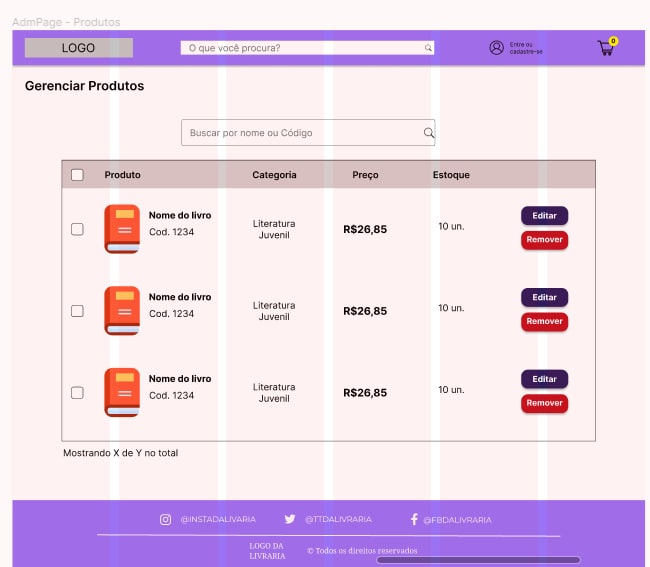 AdmPage - Produtos
LOGO
O que você procura?
Entre ou
cadastre-se
0
Gerenciar Produtos
Buscar por nome ou Código
Produto Categoria Preço Estoque
Nome do livro
Cod. 1234
Literatura
Juvenil
R$26,85
10 un.
Editar
Remover
Nome do livro
Cod. 1234
Literatura
Juvenil
R$26,85
10 un.
Editar
Remover
Nome do livro
Cod. 1234
Literatura
Juvenil
R$26,85
10 un.
Editar
Remover
Mostrando X de Y no total
@INSTADALIVARIA @TTDALIVRARIA @FBDALIVRARIA
LOGO DA
LIVRARIA
© Todos os direitos reservados